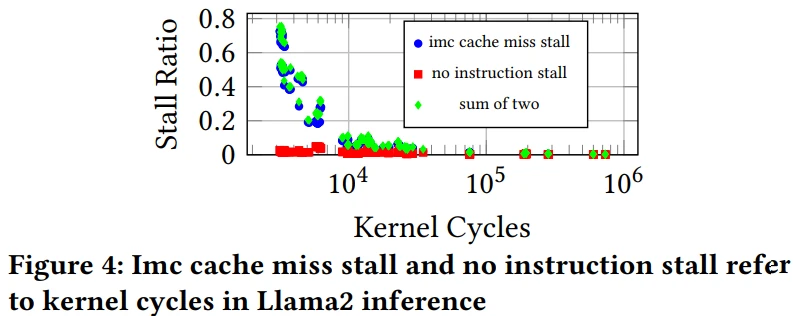 0.8
0.6
0.4
0.2
0
Stall Ratio
imc cache miss stall
no instruction stall
sum of two
10^4
10^5
10^6
Kernel Cycles
Figure 4: Imc cache miss stall and no instruction stall refer
to kernel cycles in Llama2 inference